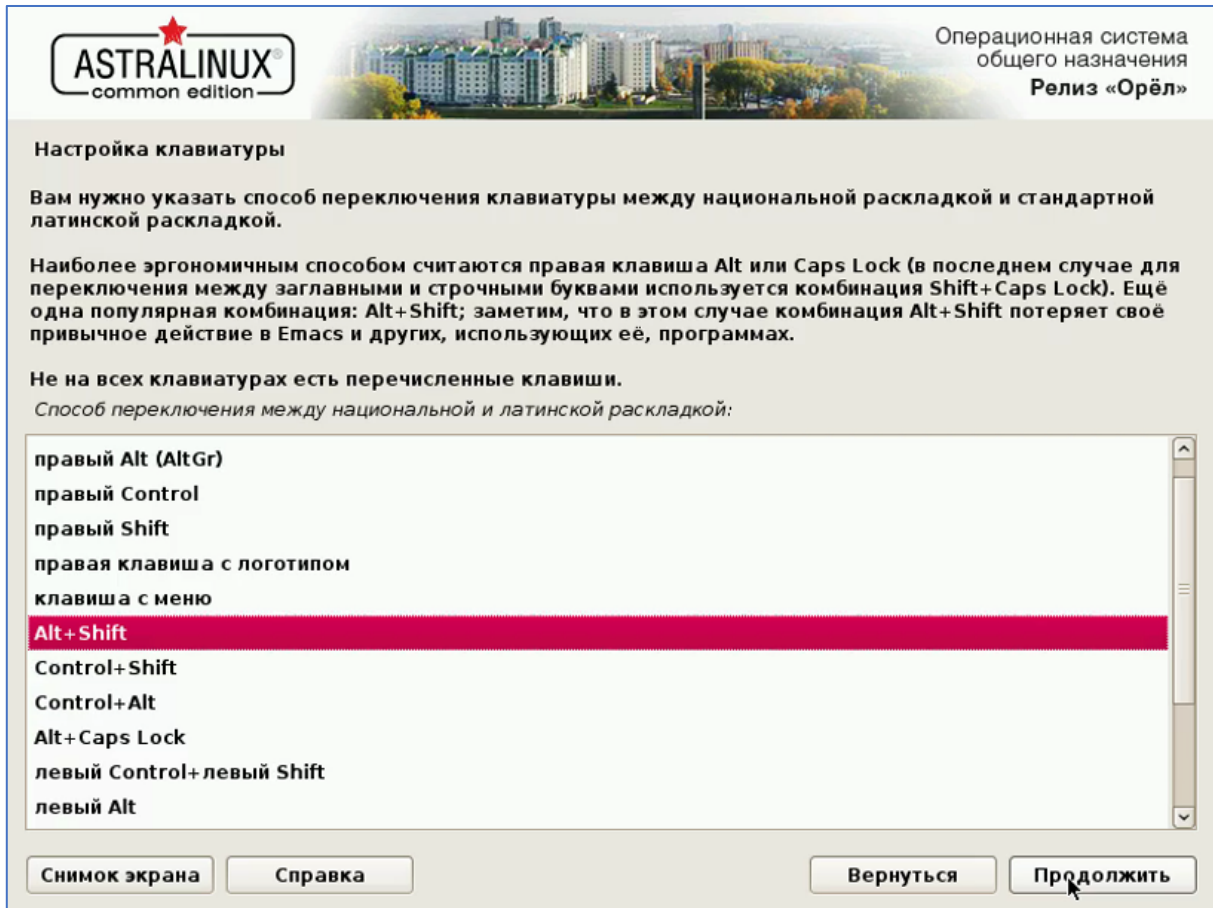 ASTRALINUX®
common edition
Операционная система
общего назначения
Релиз «Орёл»
Настройка клавиатуры
Вам нужно указать способ переключения клавиатуры между национальной раскладкой и стандартной
латинской раскладкой.
Наиболее эргономичным способом считаются правая клавиша Alt или Caps Lock (в последнем случае для
переключения между заглавными и строчными буквами используется комбинация Shift+Caps Lock). Ещё
одна популярная комбинация: Alt+Shift; заметим, что в этом случае комбинация Alt+Shift потеряет своё
привычное действие в Emacs и других, использующих её, программах.
Не на всех клавиатурах есть перечисленные клавиши.
Способ переключения между национальной и латинской раскладкой:
правый Alt (AltGr)
правый Control
правый Shift
правая клавиша с логотипом
клавиша с меню
Alt+Shift
Control+Shift
Control+Alt
Alt+Caps Lock
левый Control+левый Shift
левый Alt
Снимок экрана
Справка
Вернуться
Продолжить